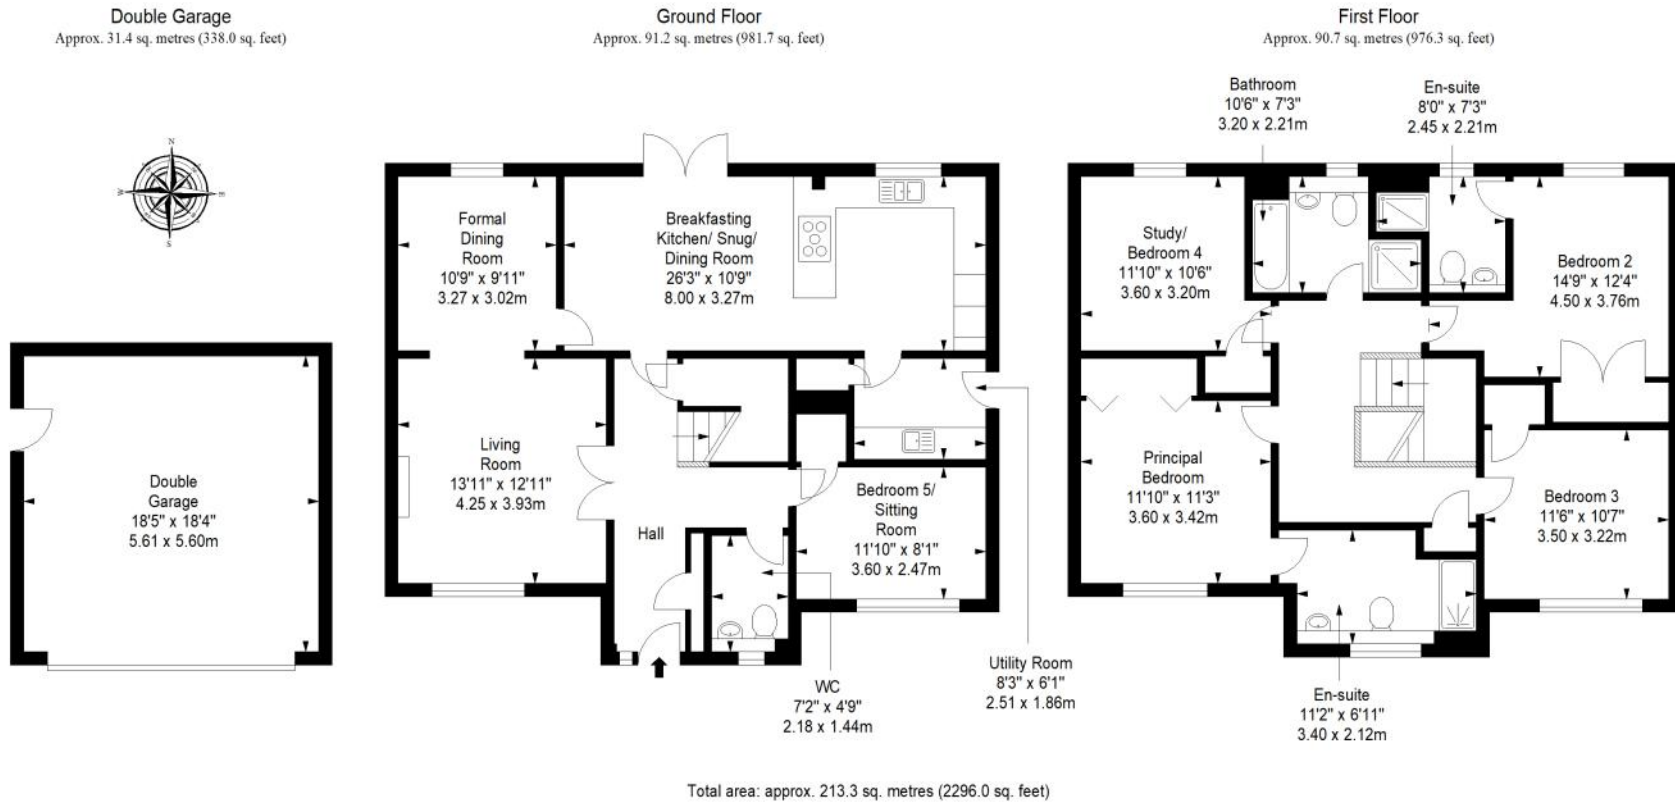 Double Garage
Approx. 31.4 sq. metres (338.0 sq. feet)
Ground Floor
Approx. 91.2 sq. metres (981.7 sq. feet)
First Floor
Approx. 90.7 sq. metres (976.3 sq. feet)
N
W
E
S
Double
Garage
18'5" x 18'4"
5.61 x 5.60m
Formal
Dining
Room
10'9" x 9'11"
3.27 x 3.02m
Breakfasting
Kitchen/ Snug/
Dining Room
26'3" x 10'9"
8.00 x 3.27m
Living
Room
13'11" x 12'11"
4.25 x 3.93m
Hall
Bedroom 5/
Sitting
Room
11'10" x 8'1"
3.60 x 2.47m
WC
7'2" x 4'9"
2.18 x 1.44m
Utility Room
8'3" x 6'1"
2.51 x 1.86m
Bathroom
10'6" x 7'3"
3.20 x 2.21m
En-suite
8'0" x 7'3"
2.45 x 2.21m
Study/
Bedroom 4
11'10" x 10'6"
3.60 x 3.20m
Bedroom 2
14'9" x 12'4"
4.50 x 3.76m
Principal
Bedroom
11'10" x 11'3"
3.60 x 3.42m
Bedroom 3
11'6" x 10'7"
3.50 x 3.22m
En-suite
11'2" x 6'11"
3.40 x 2.12m
Total area: approx. 213.3 sq. metres (2296.0 sq. feet)